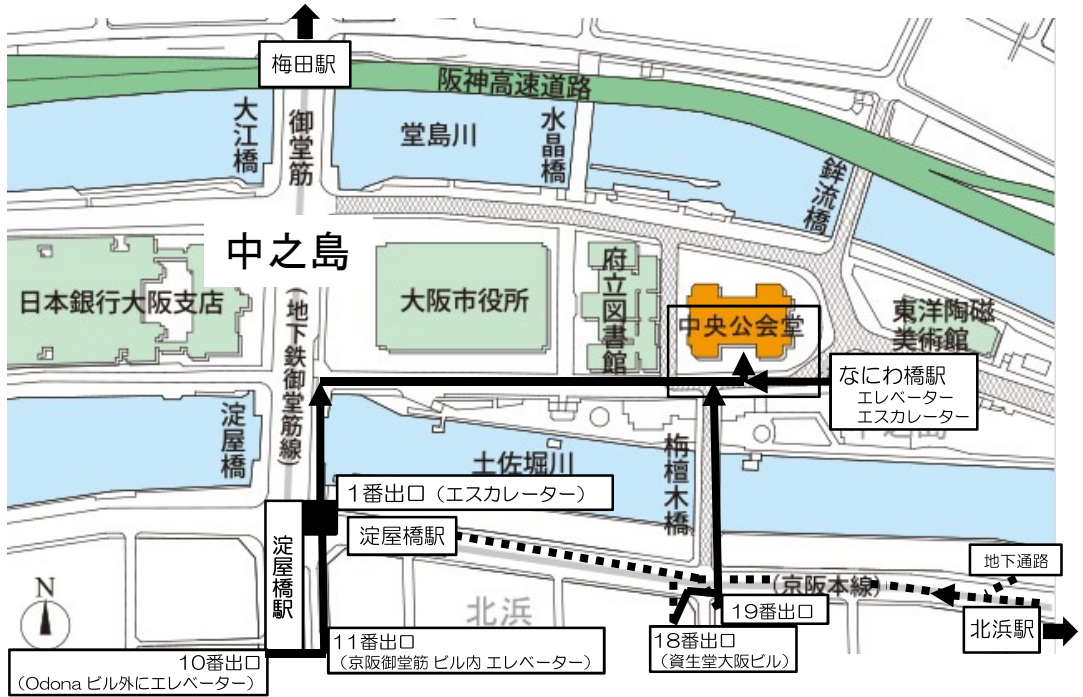 梅田駅
阪神高速道路
大江橋
御堂筋
堂島川
水晶橋
鉾流橋
中之島
日本銀行大阪支店
大阪市役所
府立図書館
中央公会堂
東洋陶磁
美術館
(地下鉄御堂筋線)
なにわ橋駅
エレベーター
エスカレーター
淀屋橋
土佐堀川
栴檀木橋
1番出口（エスカレーター）
淀屋橋駅
淀屋橋駅
地下通路
(京阪本線)
N
北浜
19番出口
北浜駅
10番出口
（Odona ビル外にエレベーター）
11番出口
（京阪御堂筋 ビル内 エレベーター）
18番出口
（資生堂大阪ビル）